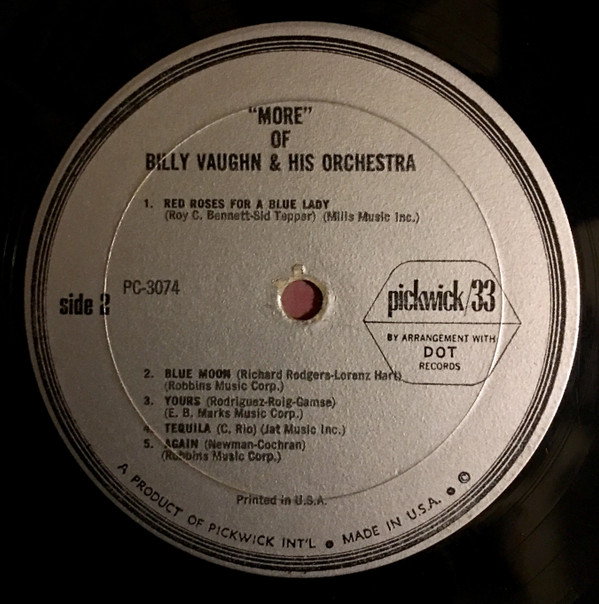 "MORE"
OF
BILLY VAUGHN & HIS ORCHESTRA
1. RED ROSES FOR A BLUE LADY
(Roy C. Bennett-Sid Tepper) (Mills Music Inc.)
side 2
PC-3074
pickwick/33
BY ARRANGEMENT WITH
DOT
RECORDS
2. BLUE MOON (Richard Rodgers-Lorenz Hart)
(Robbins Music Corp.)
3. YOURS (Rodriguez-Roig-Gamse)
(E. B. Marks Music Corp.)
4. TEQUILA (C. Rio) (Jat Music Inc.)
5. AGAIN (Newman-Cochran)
(Robbins Music Corp.)
Printed in U.S.A.
A PRODUCT OF PICKWICK INT'L ● MADE IN U.S.A. ● ©